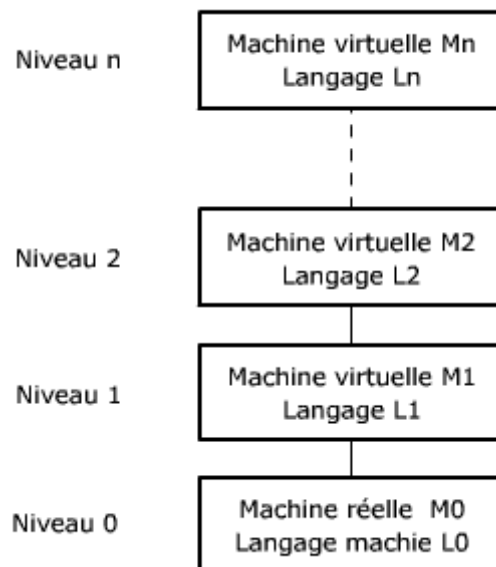 Niveau n
Machine virtuelle Mn
Langage Ln
Niveau 2
Machine virtuelle M2
Langage L2
Niveau 1
Machine virtuelle M1
Langage L1
Niveau 0
Machine réelle M0
Langage machie L0